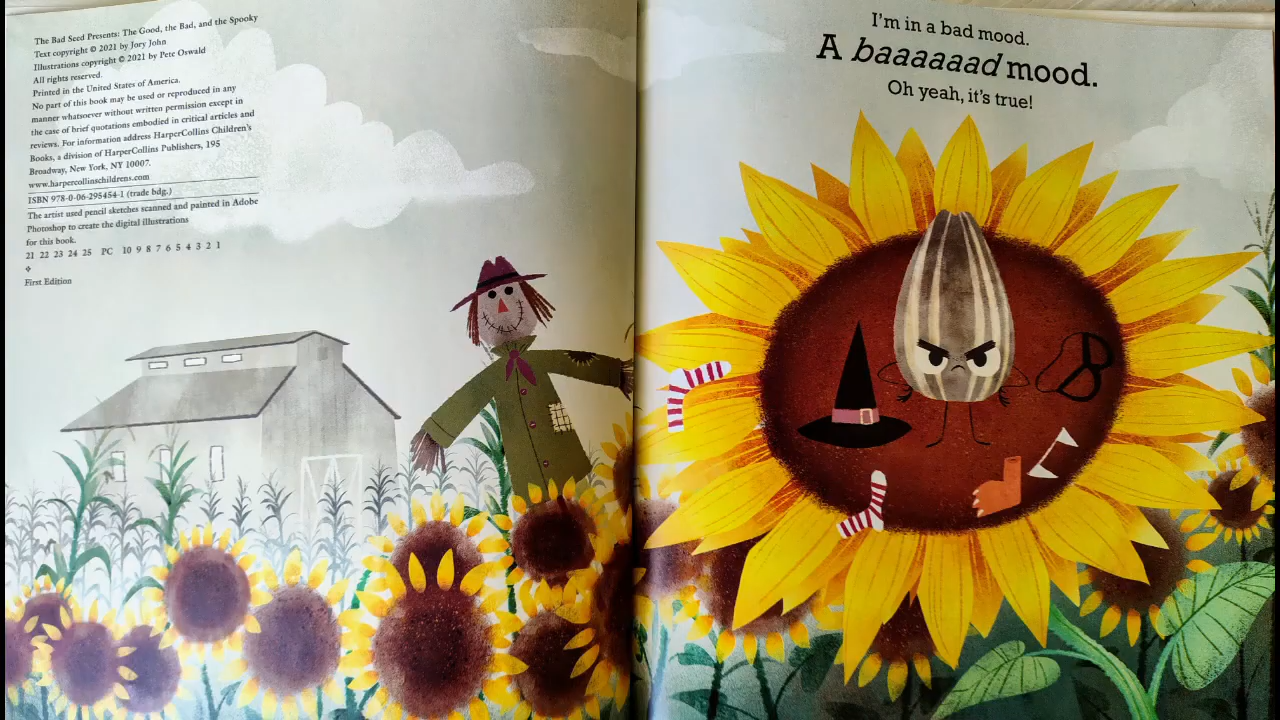 The Bad Seed Presents: The Good, the Bad, and the Spooky
Text copyright © 2021 by Jory John
Illustrations copyright © 2021 by Pete Oswald
All rights reserved.
Printed in the United States of America.
No part of this book may be used or reproduced in any
manner whatsoever without written permission except in
the case of brief quotations embodied in critical articles and
reviews. For information address HarperCollins Children's
Books, a division of HarperCollins Publishers, 195
Broadway, New York, NY 10007.
www.harpercollinschildrens.com
ISBN 978-0-06-295454-1 (trade bdg.)
The artist used pencil sketches scanned and painted in Adobe
Photoshop to create the digital illustrations
for this book.
21 22 23 24 25 PC 10 9 8 7 6 5 4 3 2 1
❖
First Edition
I'm in a bad mood.
A baaaaaad mood.
Oh yeah, it's true!